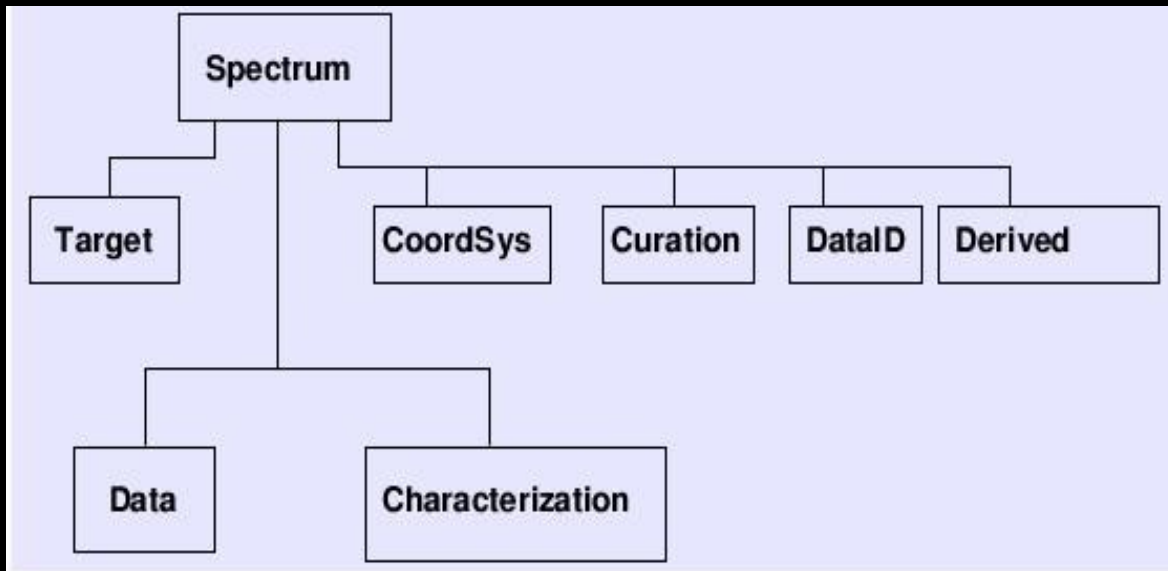 Spectrum
Target
CoordSys
Curation
DataID
Derived
Data
Characterization